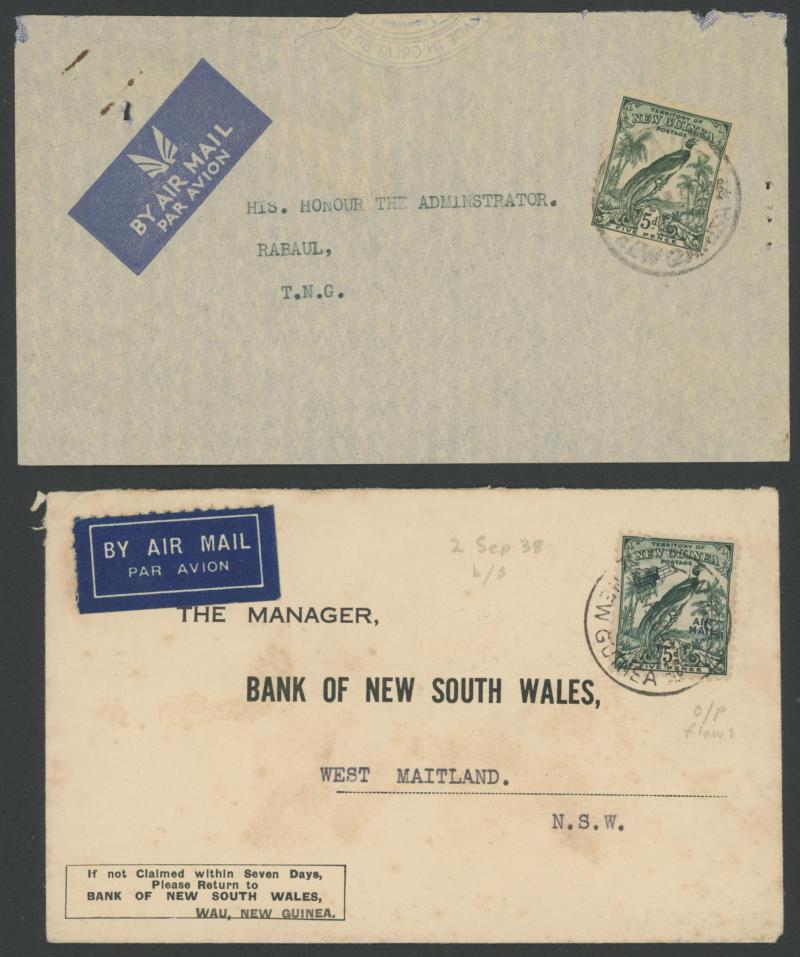 BY AIR MAIL
PAR AVION
TERRITORY OF
NEW GUINEA
POSTAGE
5d
FIVE PENCE
HIS. HONOUR THE ADMINSTRATOR.
RABAUL,
T.N.G.
BY AIR MAIL
PAR AVION
2 Sep 38
b/s
TERRITORY OF
NEW GUINEA
POSTAGE
AIR
MAIL
5d
FIVE PENCE
NEW GUINEA
THE MANAGER,
BANK OF NEW SOUTH WALES,
o/p
flaws
WEST MAITLAND.
N.S.W.
If not Claimed within Seven Days,
Please Return to
BANK OF NEW SOUTH WALES,
WAU, NEW GUINEA.